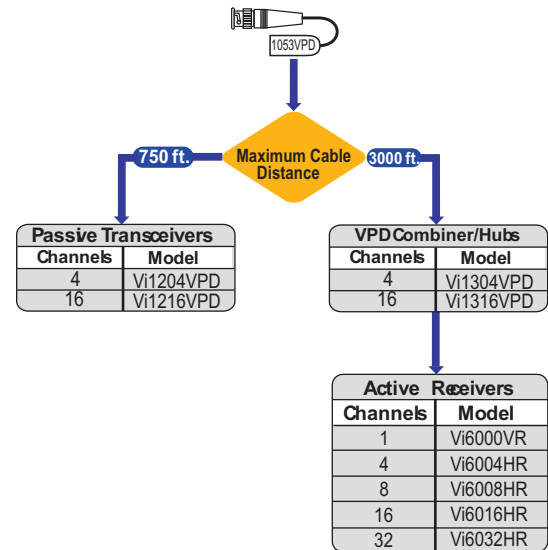 1053VPD
Maximum Cable
Distance
750 ft.
3000 ft.
Passive Transceivers
Channels Model
4 Vi1204VPD
16 Vi1216VPD
VPD Combiner/Hubs
Channels Model
4 Vi1304VPD
16 Vi1316VPD
Active Receivers
Channels Model
1 Vi6000VR
4 Vi6004HR
8 Vi6008HR
16 Vi6016HR
32 Vi6032HR